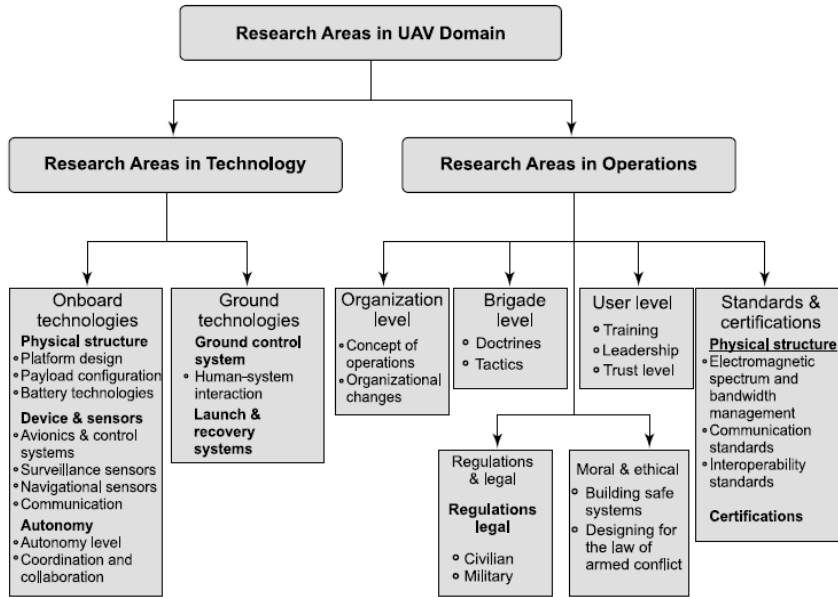 Research Areas in UAV Domain
Research Areas in Technology
Research Areas in Operations
Onboard
technologies
Physical structure
Platform design
Payload configuration
Battery technologies
Device & sensors
Avionics & control
systems
Surveillance sensors
Navigational sensors
Communication
Autonomy
Autonomy level
Coordination and
collaboration
Ground
technologies
Ground control
system
Human-system
interaction
Launch &
recovery
systems
Organization
level
Concept of
operations
Organizational
changes
Brigade
level
Doctrines
Tactics
User level
Training
Leadership
Trust level
Standards &
certifications
Physical structure
Electromagnetic
spectrum and
bandwidth
management
Communication
standards
Interoperability
standards
Certifications
Regulations
& legal
Regulations
legal
Civilian
Military
Moral & ethical
Building safe
systems
Designing for
the law of
armed conflict